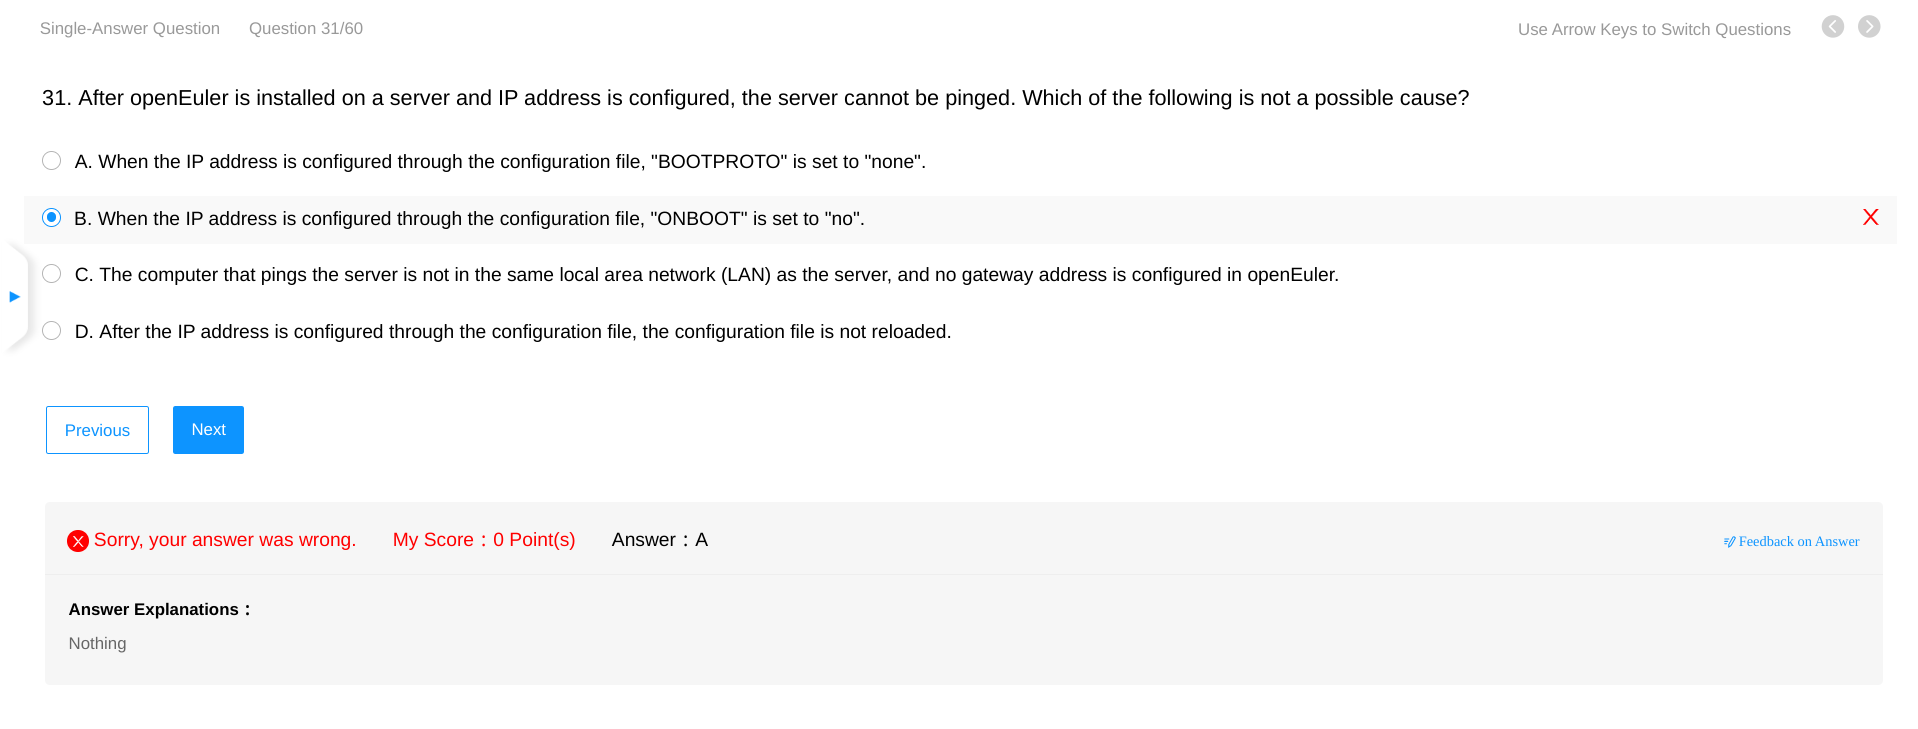 Single-Answer Question Question 31/60 Use Arrow Keys to Switch Questions
31. After openEuler is installed on a server and IP address is configured, the server cannot be pinged. Which of the following is not a possible cause?
A. When the IP address is configured through the configuration file, "BOOTPROTO" is set to "none".
B. When the IP address is configured through the configuration file, "ONBOOT" is set to "no".
C. The computer that pings the server is not in the same local area network (LAN) as the server, and no gateway address is configured in openEuler.
D. After the IP address is configured through the configuration file, the configuration file is not reloaded.
Previous Next
Sorry, your answer was wrong. My Score：0 Point(s) Answer：A Feedback on Answer
Answer Explanations：
Nothing